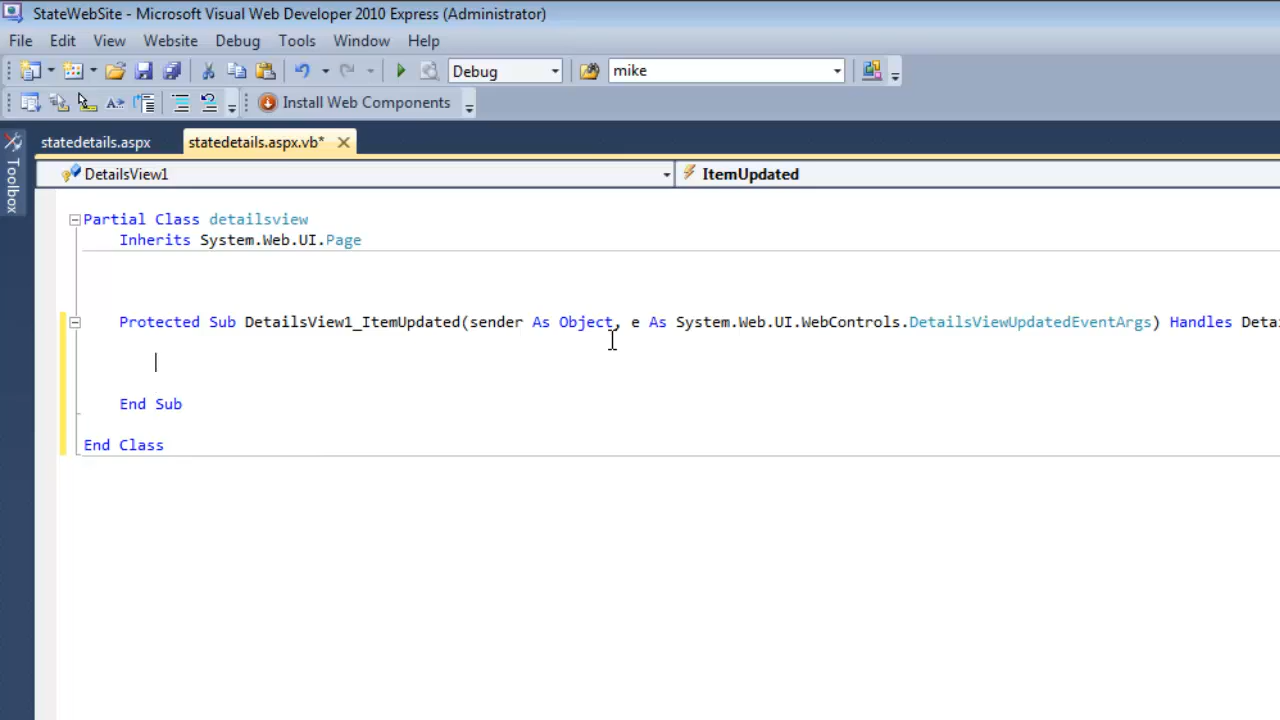 StateWebSite - Microsoft Visual Web Developer 2010 Express (Administrator)
File Edit View Website Debug Tools Window Help
Debug mike
Install Web Components
Toolbox
statedetails.aspx statedetails.aspx.vb*
DetailsView1 ItemUpdated
Partial Class detailsview
Inherits System.Web.UI.Page
Protected Sub DetailsView1_ItemUpdated(sender As Object, e As System.Web.UI.WebControls.DetailsViewUpdatedEventArgs) Handles Deta
End Sub
End Class